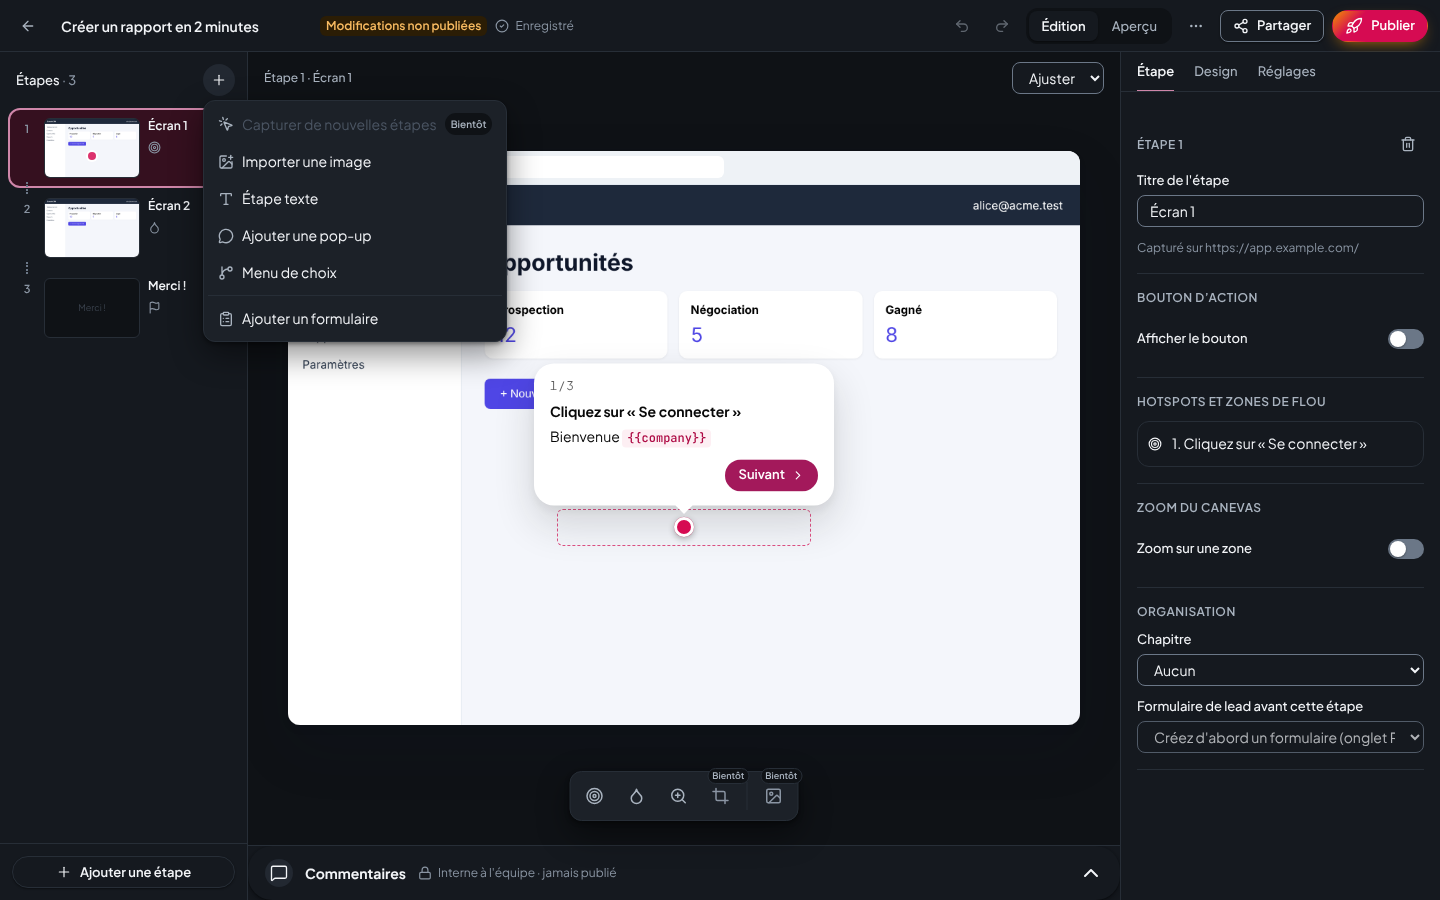 Créer un rapport en 2 minutes
Modifications non publiées
Enregistré
Édition
Aperçu
Partager
Publier
Étapes · 3
Étape 1 · Écran 1
Ajuster
Étape
Design
Réglages
1
Écran 1
2
Écran 2
3
Merci !
Merci !
Capturer de nouvelles étapes
Bientôt
Importer une image
Étape texte
Ajouter une pop-up
Menu de choix
Ajouter un formulaire
alice@acme.test
pportunités
rospection
2
Négociation
5
Gagné
8
Paramètres
+ Nouv
1 / 3
Cliquez sur « Se connecter »
Bienvenue {{company}}
Suivant
Bientôt
Bientôt
Ajouter une étape
Commentaires
Interne à l'équipe · jamais publié
ÉTAPE 1
Titre de l'étape
Écran 1
Capturé sur https://app.example.com/
BOUTON D'ACTION
Afficher le bouton
HOTSPOTS ET ZONES DE FLOU
1. Cliquez sur « Se connecter »
ZOOM DU CANEVAS
Zoom sur une zone
ORGANISATION
Chapitre
Aucun
Formulaire de lead avant cette étape
Créez d'abord un formulaire (onglet F